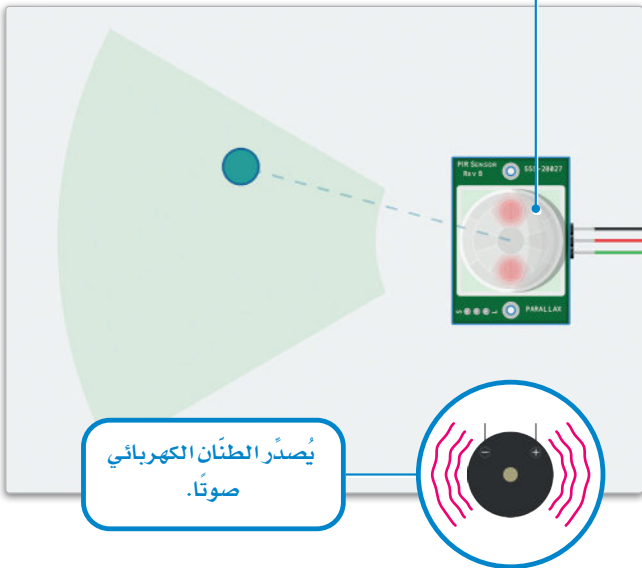 PIR SENSOR
REV B
555-28027
PARALLAX
يُصدَّر الطنّان الكهربائي
صوتًا.
− +